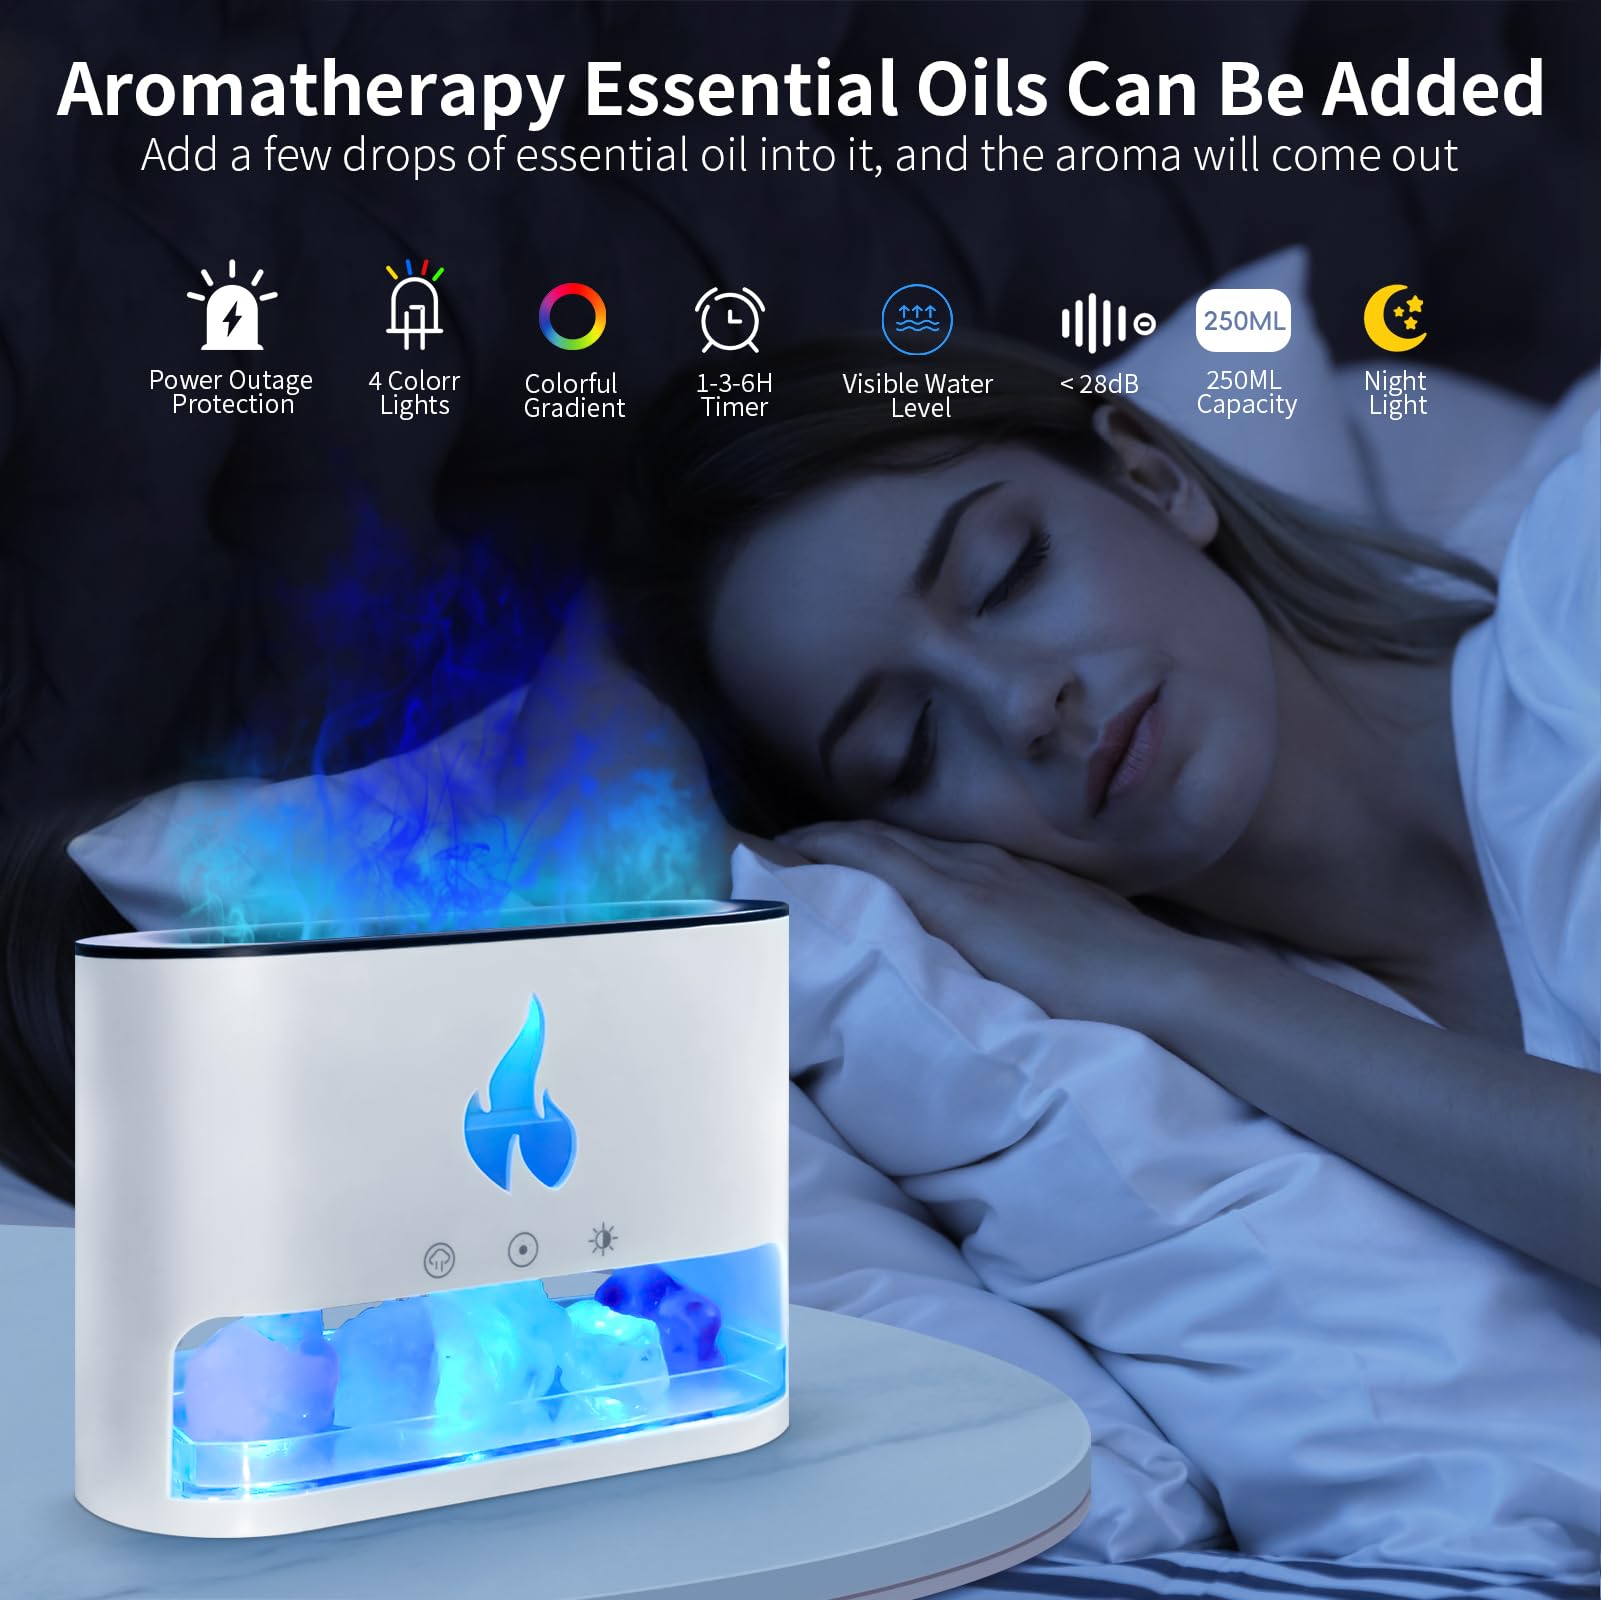 Aromatherapy Essential Oils Can Be Added
Add a few drops of essential oil into it, and the aroma will come out
250ML
Power Outage
Protection
4 Colorr
Lights
Colorful
Gradient
1-3-6H
Timer
Visible Water
Level
< 28dB
250ML
Capacity
Night
Light